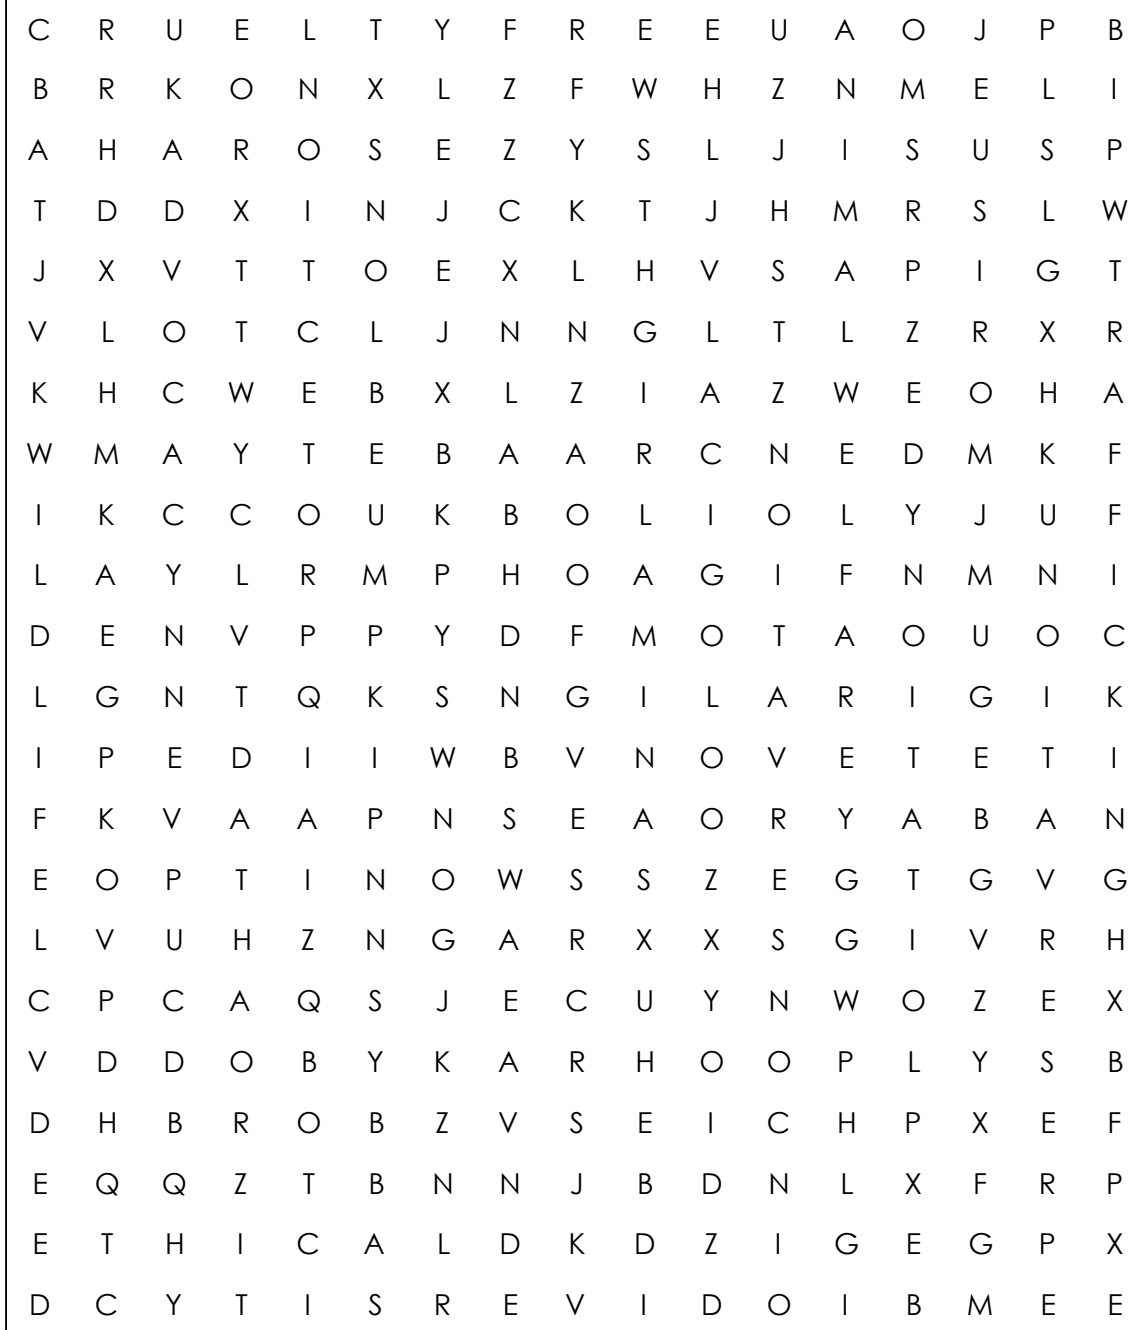 C R U E L T Y F R E E U A O J P B
B R K O N X L Z F W H Z N M E L I
A H A R O S E Z Y S L J I S U S P
T D D X I N J C K T J H M R S L W
J X V T T O E X L H V S A P I G T
V L O T C L J N N G L T L Z R X R
K H C W E B X L Z I A Z W E O H A
W M A Y T E B A A R C N E D M K F
I K C C O U K B O L I O L Y J U F
L A Y L R M P H O A G I F N M N I
D E N V P P Y D F M O T A O U O C
L G N T Q K S N G I L A R I G I K
I P E D I I W B V N O V E T E T I
F K V A A P N S E A O R Y A B A N
E O P T I N O W S S Z E G T G V G
L V U H Z N G A R X X S G I V R H
C P C A Q S J E C U Y N W O Z E X
V D D O B Y K A R H O O P L Y S B
D H B R O B Z V S E I C H P X E F
E Q Q Z T B N N J B D N L X F R P
E T H I C A L D K D Z I G E G P X
D C Y T I S R E V I D O I B M E E